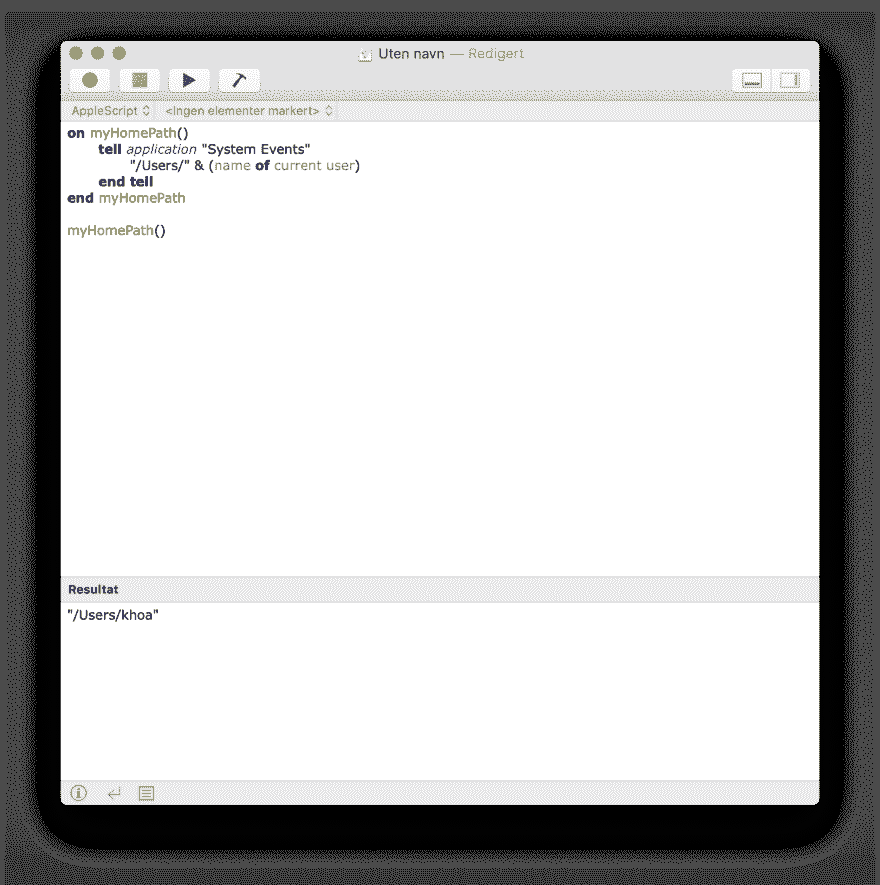 Uten navn — Redigert
AppleScript <Ingen elementer markert>
on myHomePath()
tell application "System Events"
"/Users/" & (name of current user)
end tell
end myHomePath
myHomePath()
Resultat
"/Users/khoa"